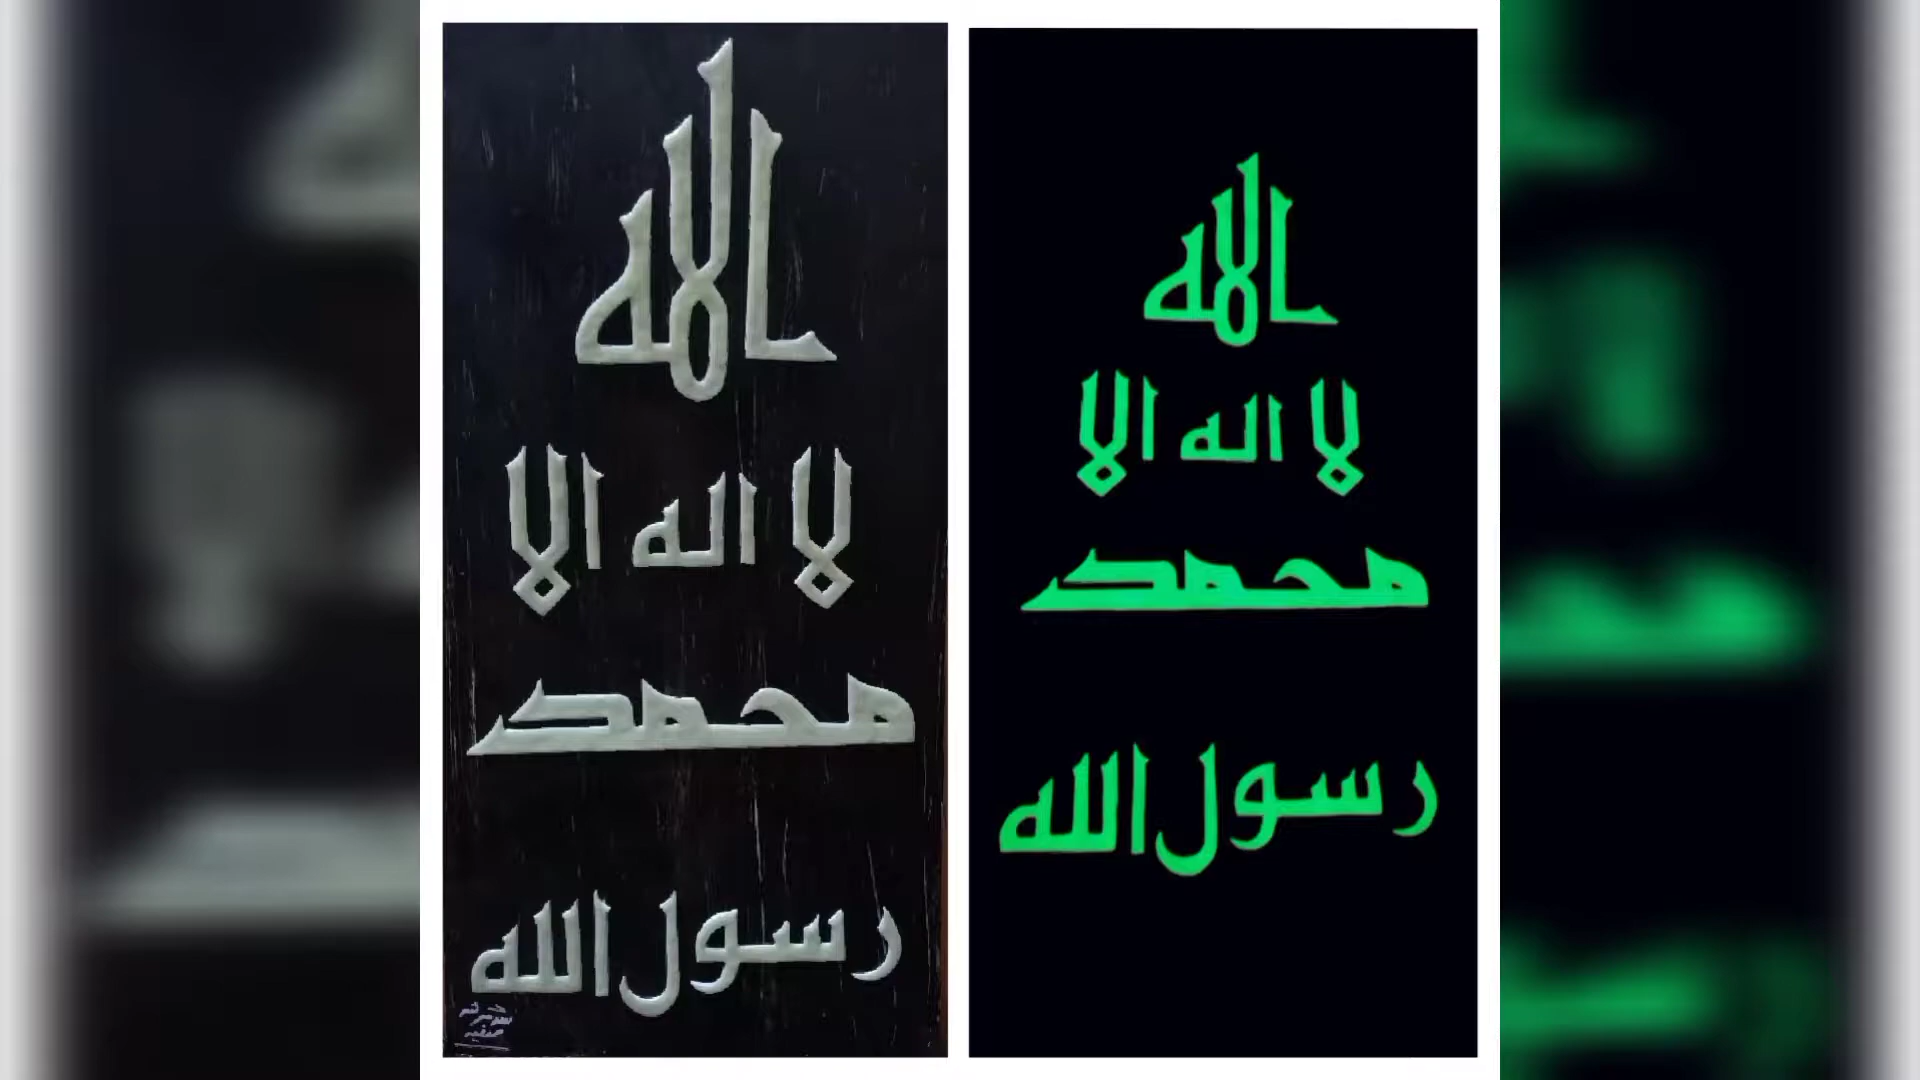 الله
لا اله الا
محمد
رسول الله
الله
لا اله الا
محمد
رسول الله